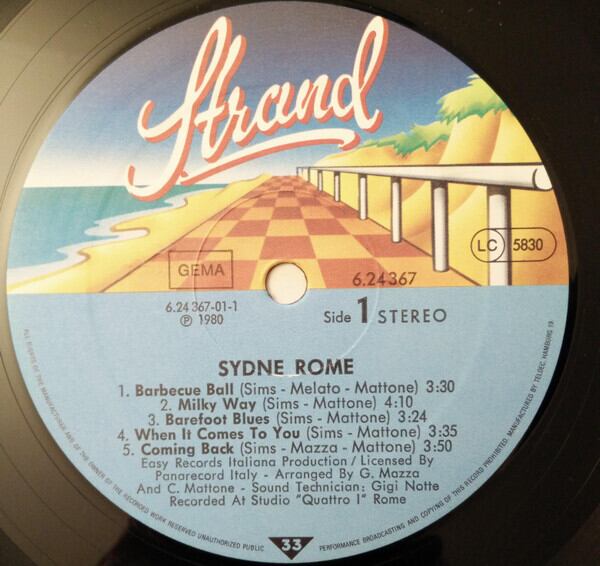 Strand
GEMA
LC 5830
6.24367
6.24367-01-1
℗ 1980
Side 1 STEREO
SYDNE ROME
1. Barbecue Ball (Sims - Melato - Mattone) 3:30
2. Milky Way (Sims - Mattone) 4:10
3. Barefoot Blues (Sims - Mattone) 3:24
4. When It Comes To You (Sims - Mattone) 3:35
5. Coming Back (Sims - Mazza - Mattone) 3:50
Easy Records Italiana Production / Licensed By
Panarecord Italy - Arranged By G. Mazza
And C. Mattone - Sound Technician: Gigi Notte
Recorded At Studio "Quattro I" Rome
33
ALL RIGHTS OF THE MANUFACTURER AND OF THE OWNER OF THE RECORDED WORK RESERVED UNAUTHORIZED PUBLIC PERFORMANCE BROADCASTING AND COPYING OF THIS RECORD PROHIBITED. MANUFACTURED BY TELDEC, HAMBURG 19